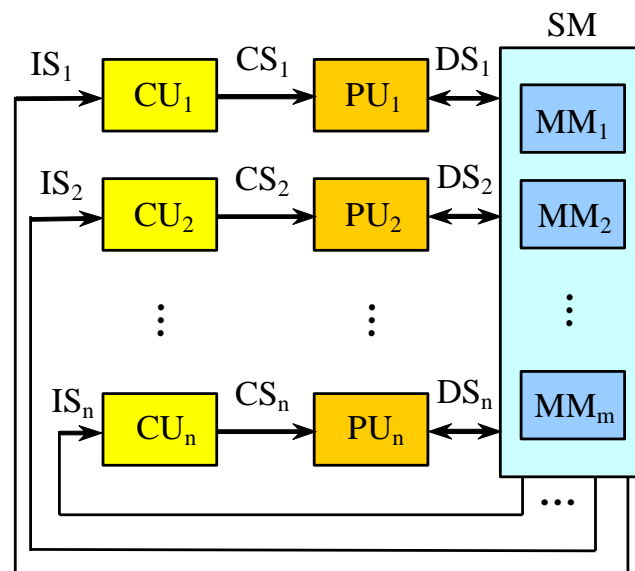 SM
IS₁ CS₁ DS₁
CU₁ PU₁ MM₁
IS₂ CS₂ DS₂
CU₂ PU₂ MM₂
⋮ ⋮ ⋮
ISₙ CSₙ DSₙ
CUₙ PUₙ MMₘ
…